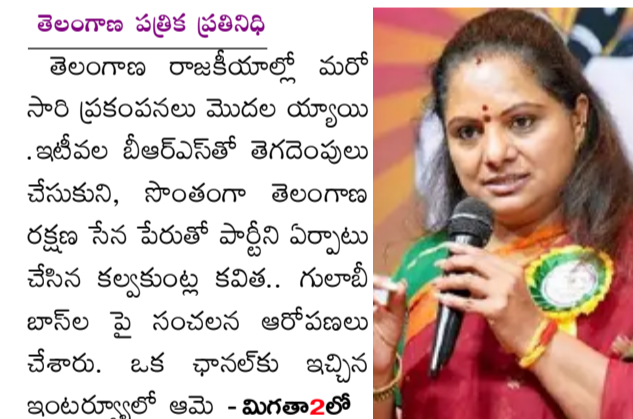 తెలంగాణ పత్రిక ప్రతినిధి
తెలంగాణ రాజకీయాల్లో మరో
సారి ప్రకంపనలు మొదల య్యాయి
.ఇటీవల బీఆర్ఎస్‌తో తెగదెంపులు
చేసుకుని, సొంతంగా తెలంగాణ
రక్షణ సేన పేరుతో పార్టీని ఏర్పాటు
చేసిన కల్వకుంట్ల కవిత.. గులాబీ
బాస్‌ల పై సంచలన ఆరోపణలు
చేశారు. ఒక ఛానల్‌కు ఇచ్చిన
ఇంటర్వ్యూలో ఆమె - మిగతా2లో